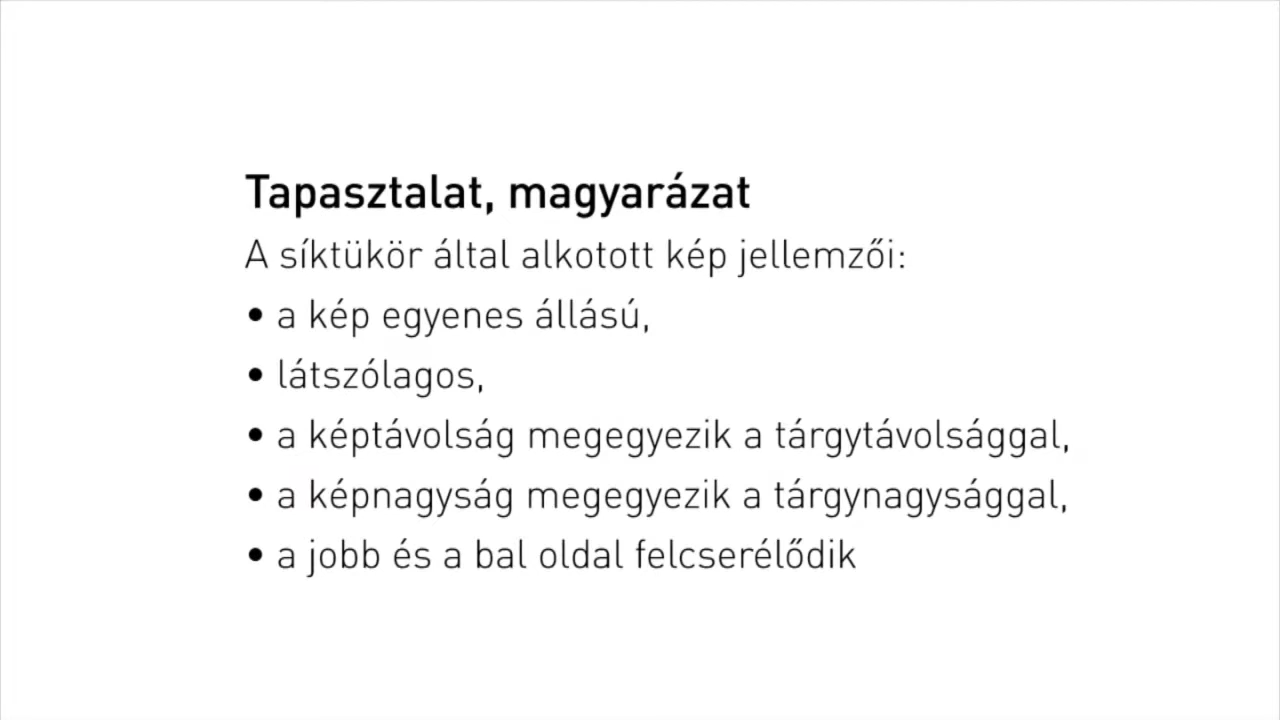 Tapasztalat, magyarázat
A síktükör által alkotott kép jellemzői:
• a kép egyenes állású,
• látszólagos,
• a képtávolság megegyezik a tárgytávolsággal,
• a képnagyság megegyezik a tárgynagysággal,
• a jobb és a bal oldal felcserélődik